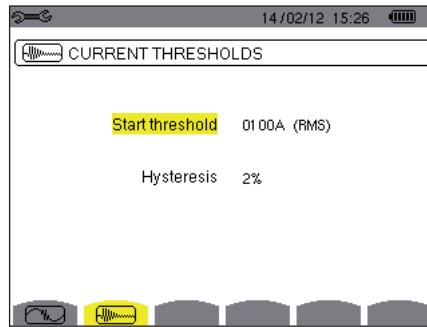 14/02/12 15:26
CURRENT THRESHOLDS
Start threshold 0100A (RMS)
Hysteresis 2%